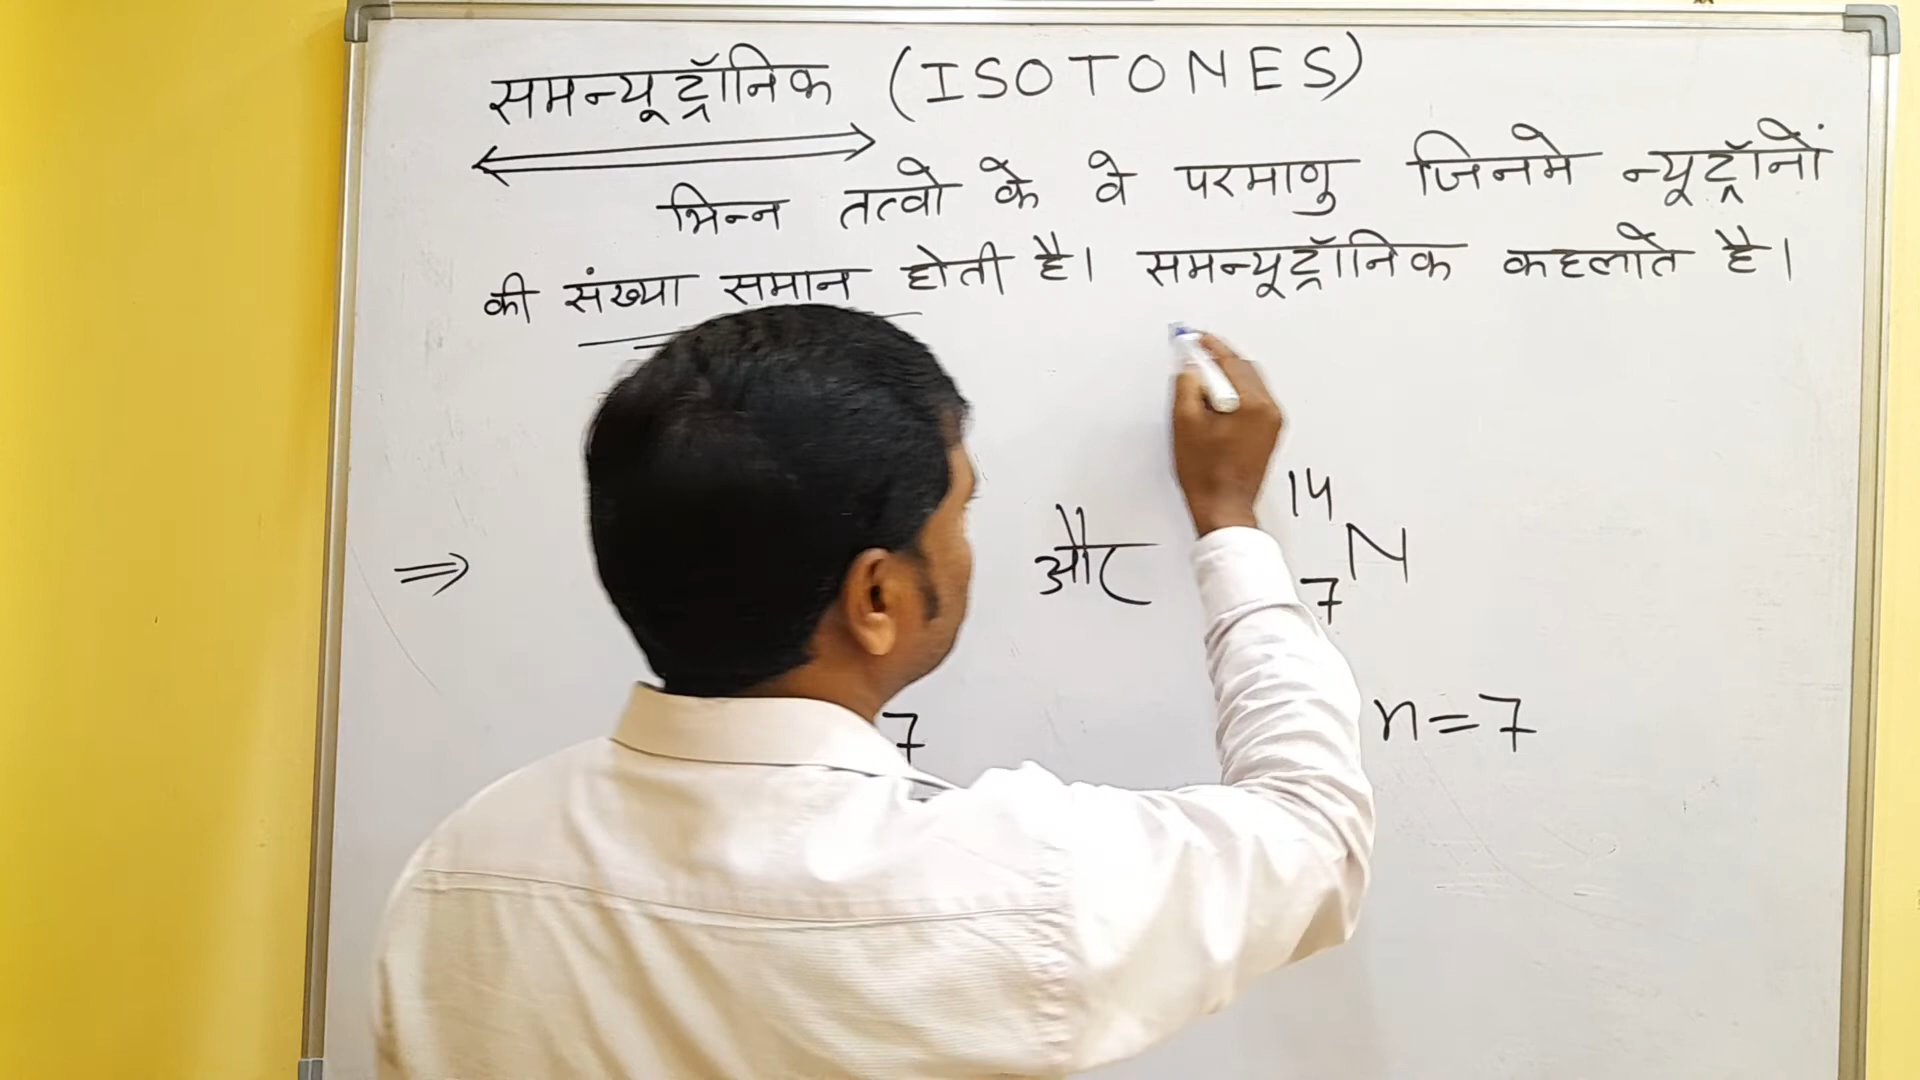 समन्यूट्रॉनिक (ISOTONES)
भिन्न तत्वो के वे परमाणु जिनमे न्यूट्रॉनों
की संख्या समान होती है। समन्यूट्रॉनिक कहलाते है।
⇒ और 14 7 N
7 n=7